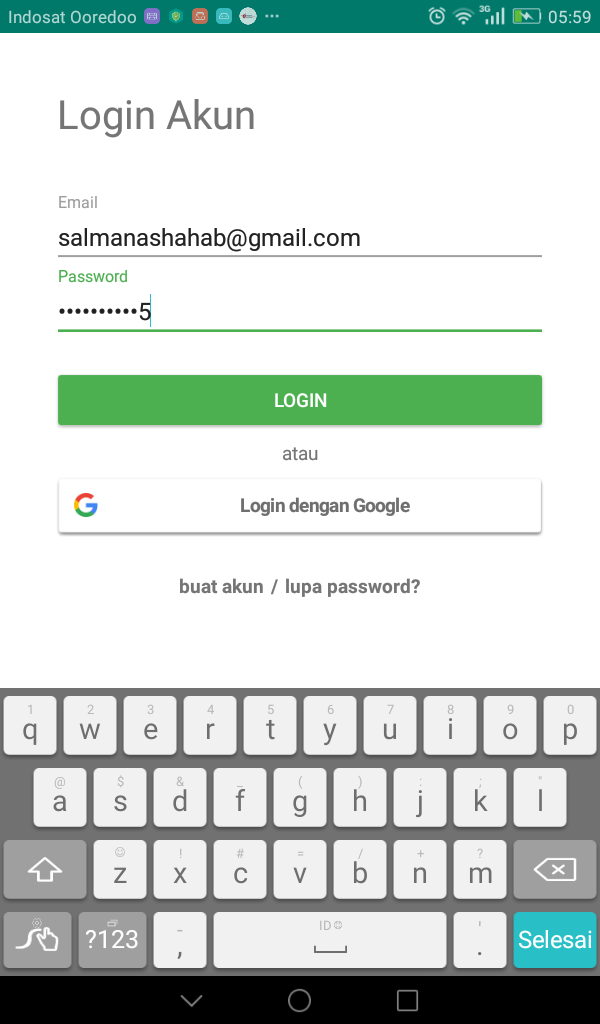 Indosat Ooredoo ... 3G 05:59
Login Akun
Email
salmanashahab@gmail.com
Password
••••••••••5
LOGIN
atau
G Login dengan Google
buat akun / lupa password?
1 2 3 4 5 6 7 8 9 0
q w e r t y u i o p
@ $ & _ ( ) : ; "
a s d f g h j k l
! # = / + ?
z x c v b n m
- ID '
?123 , . Selesai